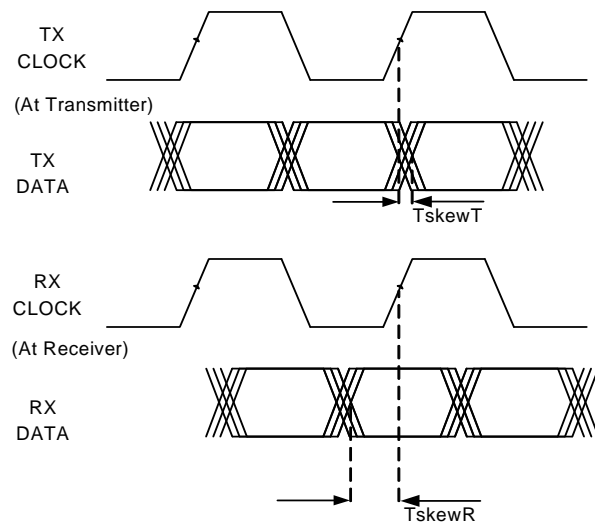 TX
CLOCK
(At Transmitter)
TX
DATA
TskewT
RX
CLOCK
(At Receiver)
RX
DATA
TskewR